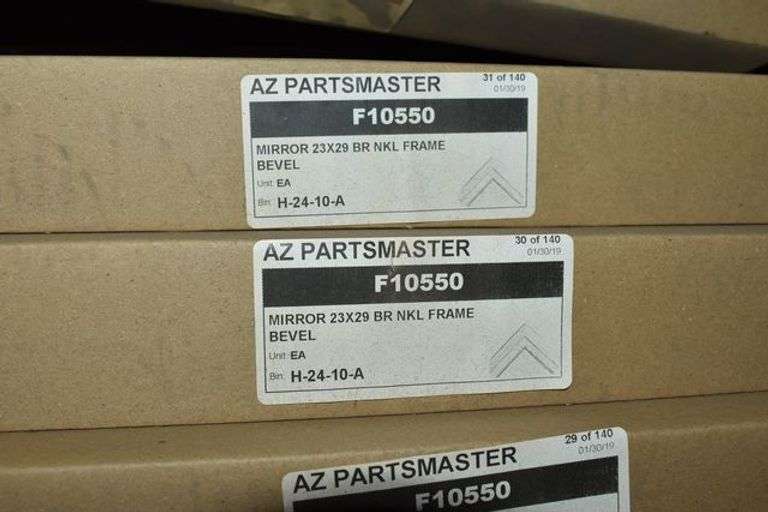 AZ PARTSMASTER 31 of 140
01/30/19
F10550
MIRROR 23X29 BR NKL FRAME
BEVEL
Unit: EA
Bin: H-24-10-A
AZ PARTSMASTER 30 of 140
01/30/19
F10550
MIRROR 23X29 BR NKL FRAME
BEVEL
Unit: EA
Bin: H-24-10-A
AZ PARTSMASTER 29 of 140
01/30/19
F10550